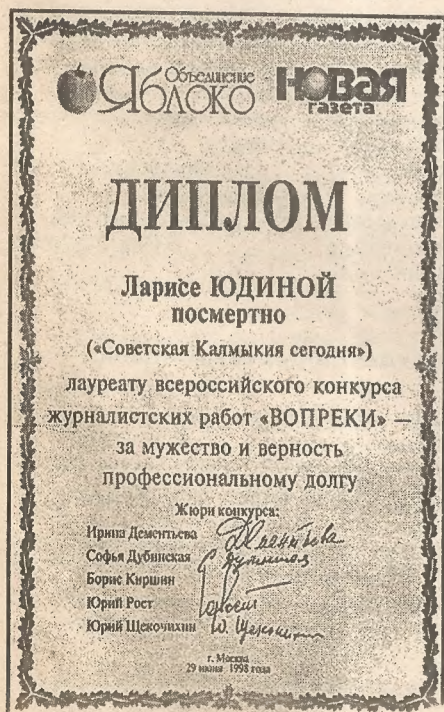 Объединение
Яблоко
НОВАЯ
газета
ДИПЛОМ
Ларисе ЮДИНОЙ
посмертно
(«Советская Калмыкия сегодня»)
лауреату всероссийского конкурса
журналистских работ «ВОПРЕКИ» —
за мужество и верность
профессиональному долгу
Жюри конкурса:
Ирина Дементьева
Софья Дубинская
Борис Киршин
Юрий Рост
Юрий Щекочихин
г. Москва
29 июня 1998 года